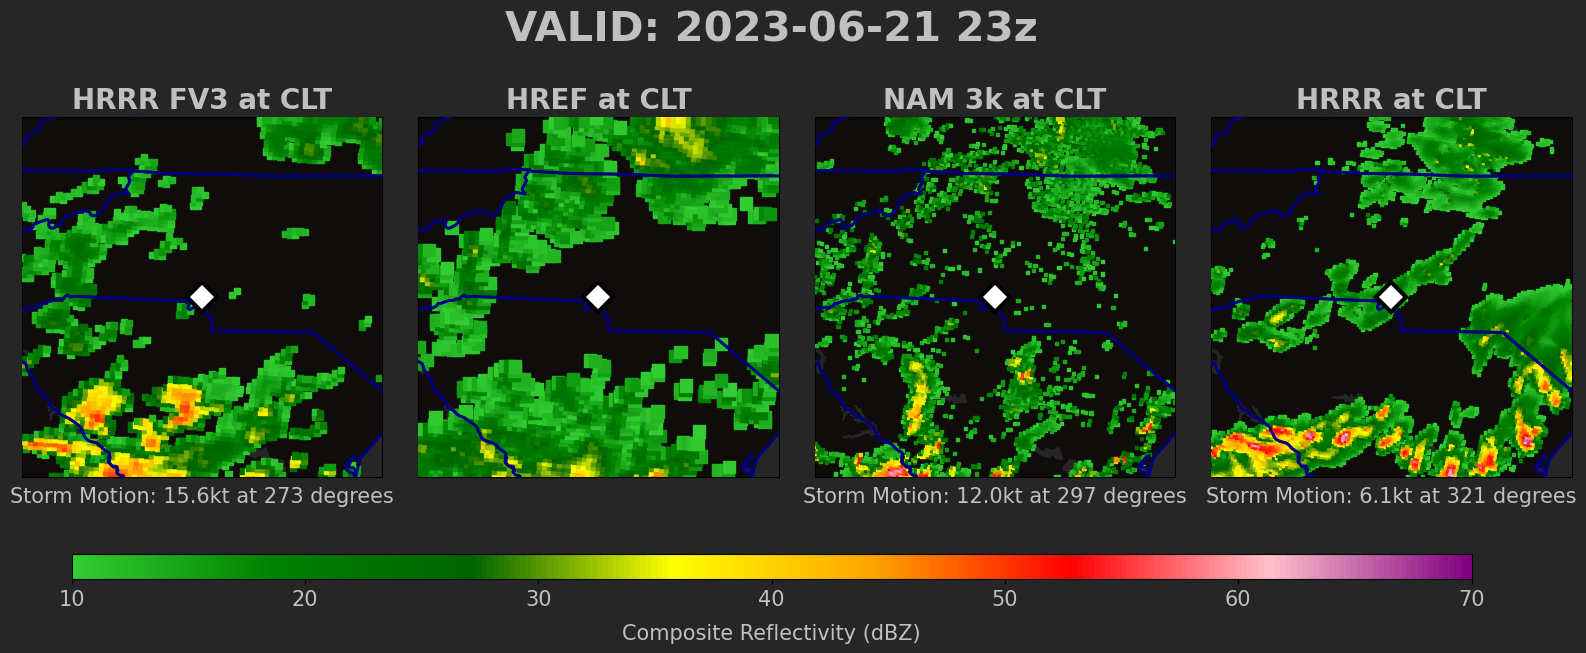 VALID: 2023-06-21 23z
HRRR FV3 at CLT
HREF at CLT
NAM 3k at CLT
HRRR at CLT
Storm Motion: 15.6kt at 273 degrees
Storm Motion: 12.0kt at 297 degrees
Storm Motion: 6.1kt at 321 degrees
10 20 30 40 50 60 70
Composite Reflectivity (dBZ)